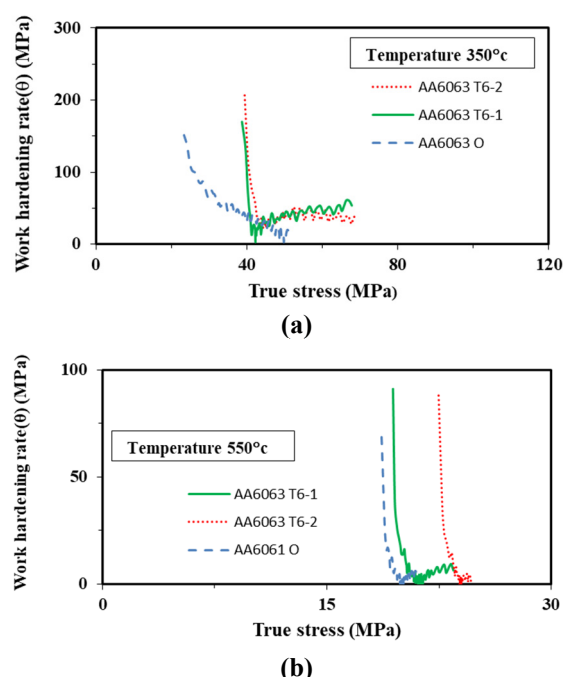 300
200
100
0
Work hardening rate(θ) (MPa)
Temperature 350°c
AA6063 T6-2
AA6063 T6-1
AA6063 O
0 40 80 120
True stress (MPa)
(a)
100
50
0
Work hardening rate(θ) (MPa)
Temperature 550°c
AA6063 T6-1
AA6063 T6-2
AA6061 O
0 15 30
True stress (MPa)
(b)